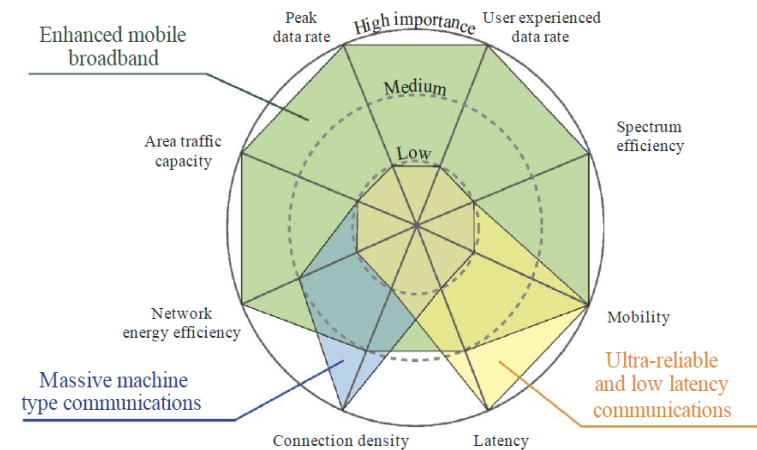 Peak
data rate
High importance
User experienced
data rate
Enhanced mobile
broadband
Medium
Area traffic
capacity
Low
Spectrum
efficiency
Network
energy efficiency
Mobility
Massive machine
type communications
Ultra-reliable
and low latency
communications
Connection density
Latency